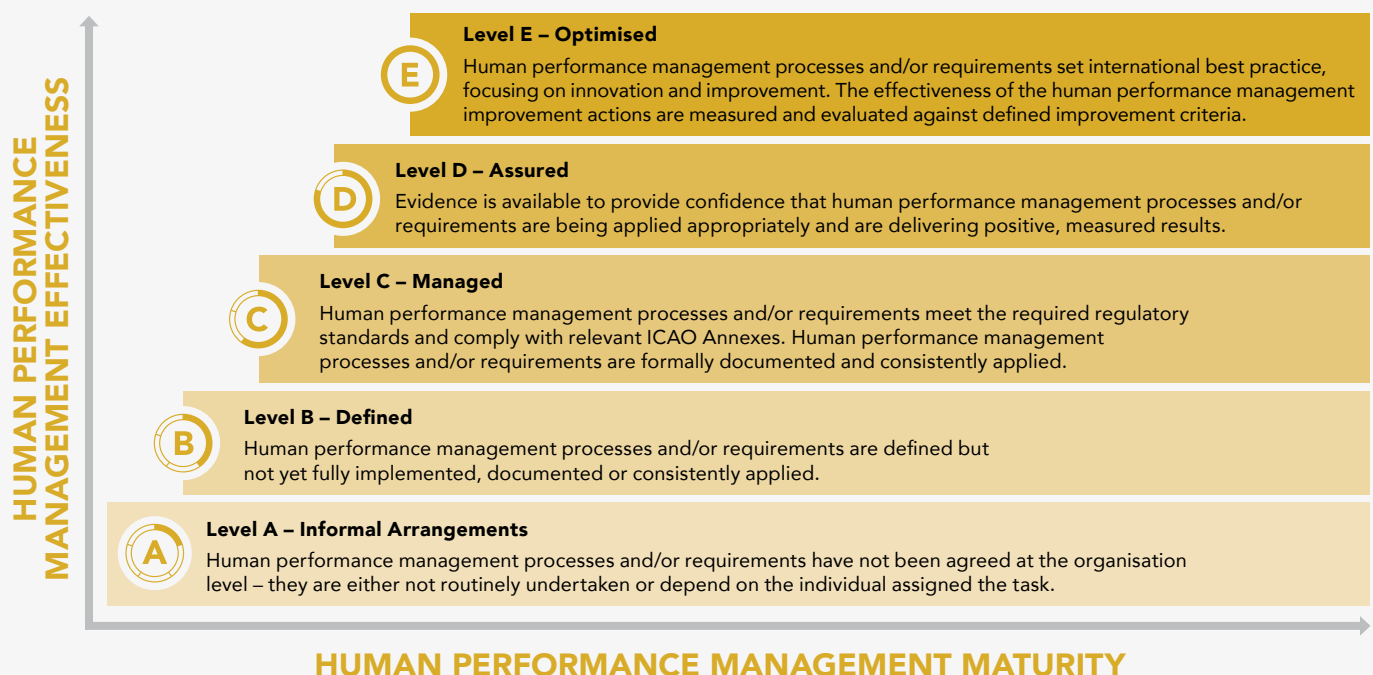 HUMAN PERFORMANCE
MANAGEMENT EFFECTIVENESS
E
Level E – Optimised
Human performance management processes and/or requirements set international best practice,
focusing on innovation and improvement. The effectiveness of the human performance management
improvement actions are measured and evaluated against defined improvement criteria.
D
Level D – Assured
Evidence is available to provide confidence that human performance management processes and/or
requirements are being applied appropriately and are delivering positive, measured results.
C
Level C – Managed
Human performance management processes and/or requirements meet the required regulatory
standards and comply with relevant ICAO Annexes. Human performance management
processes and/or requirements are formally documented and consistently applied.
B
Level B – Defined
Human performance management processes and/or requirements are defined but
not yet fully implemented, documented or consistently applied.
A
Level A – Informal Arrangements
Human performance management processes and/or requirements have not been agreed at the organisation
level – they are either not routinely undertaken or depend on the individual assigned the task.
HUMAN PERFORMANCE MANAGEMENT MATURITY